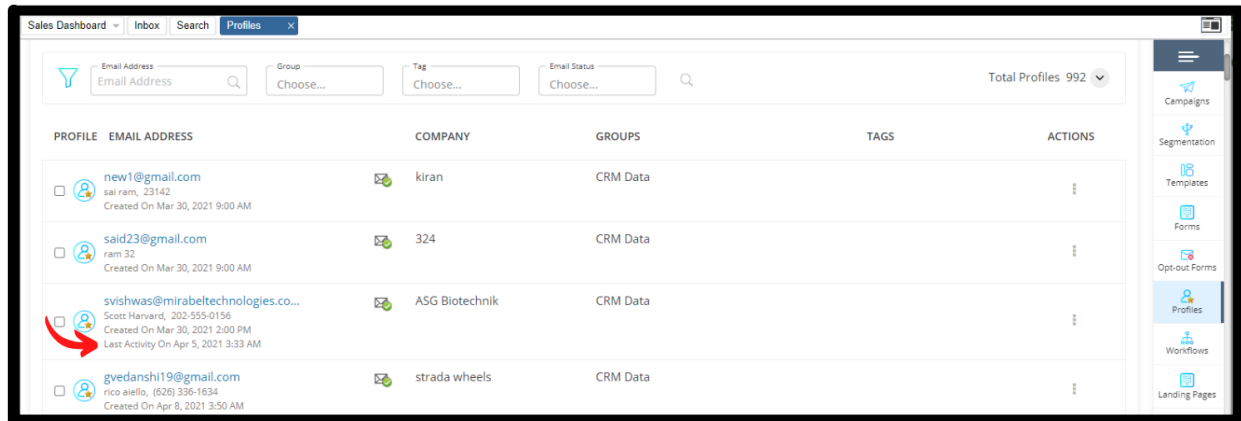 Sales Dashboard Inbox Search Profiles ×
Email Address Group Tag Email Status
Email Address Choose... Choose... Choose... Total Profiles 992
PROFILE EMAIL ADDRESS COMPANY GROUPS TAGS ACTIONS
new1@gmail.com kiran CRM Data
sai ram, 23142
Created On Mar 30, 2021 9:00 AM
said23@gmail.com 324 CRM Data
ram 32
Created On Mar 30, 2021 9:00 AM
svishwas@mirabeltechnologies.co... ASG Biotechnik CRM Data
Scott Harvard, 202-555-0156
Created On Mar 30, 2021 2:00 PM
Last Activity On Apr 5, 2021 3:33 AM
gvedanshi19@gmail.com strada wheels CRM Data
rico aiello, (626) 336-1634
Created On Apr 8, 2021 3:50 AM
Campaigns
Segmentation
Templates
Forms
Opt-out Forms
Profiles
Workflows
Landing Pages